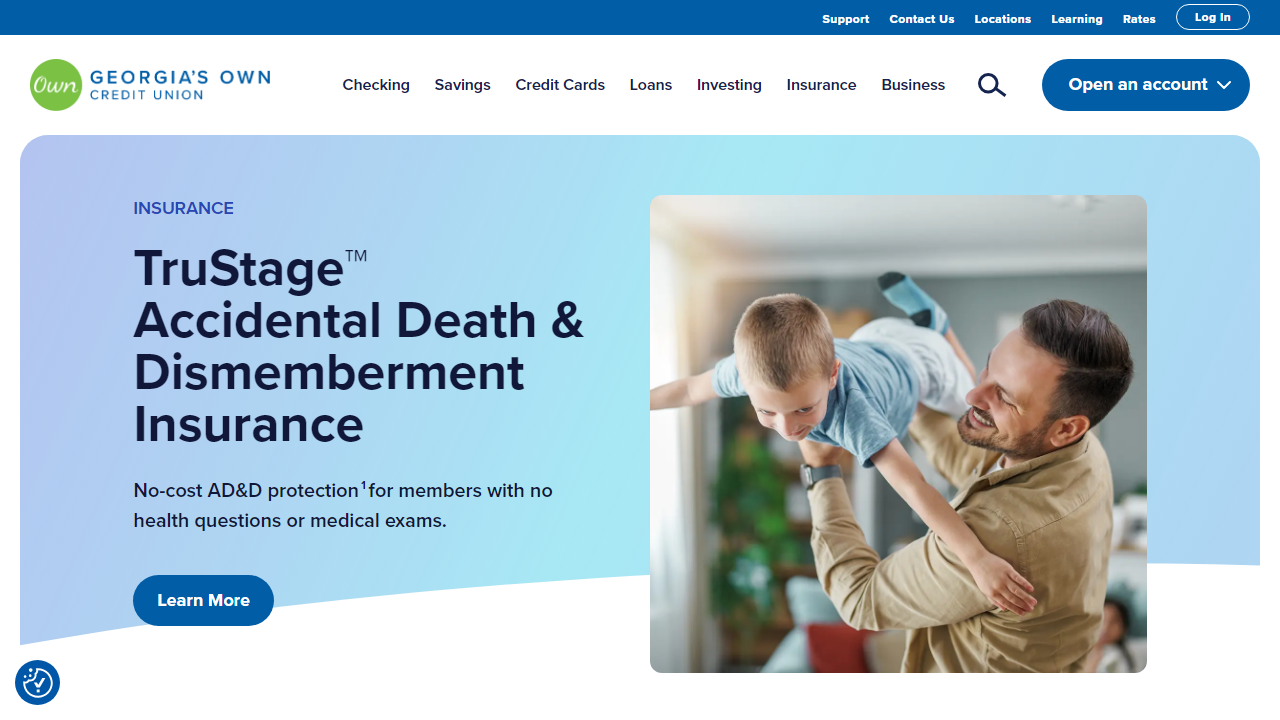 Support Contact Us Locations Learning Rates Log In
Own GEORGIA'S OWN
CREDIT UNION
Checking Savings Credit Cards Loans Investing Insurance Business Open an account
INSURANCE
TruStage™
Accidental Death &
Dismemberment
Insurance
No-cost AD&D protection¹ for members with no
health questions or medical exams.
Learn More